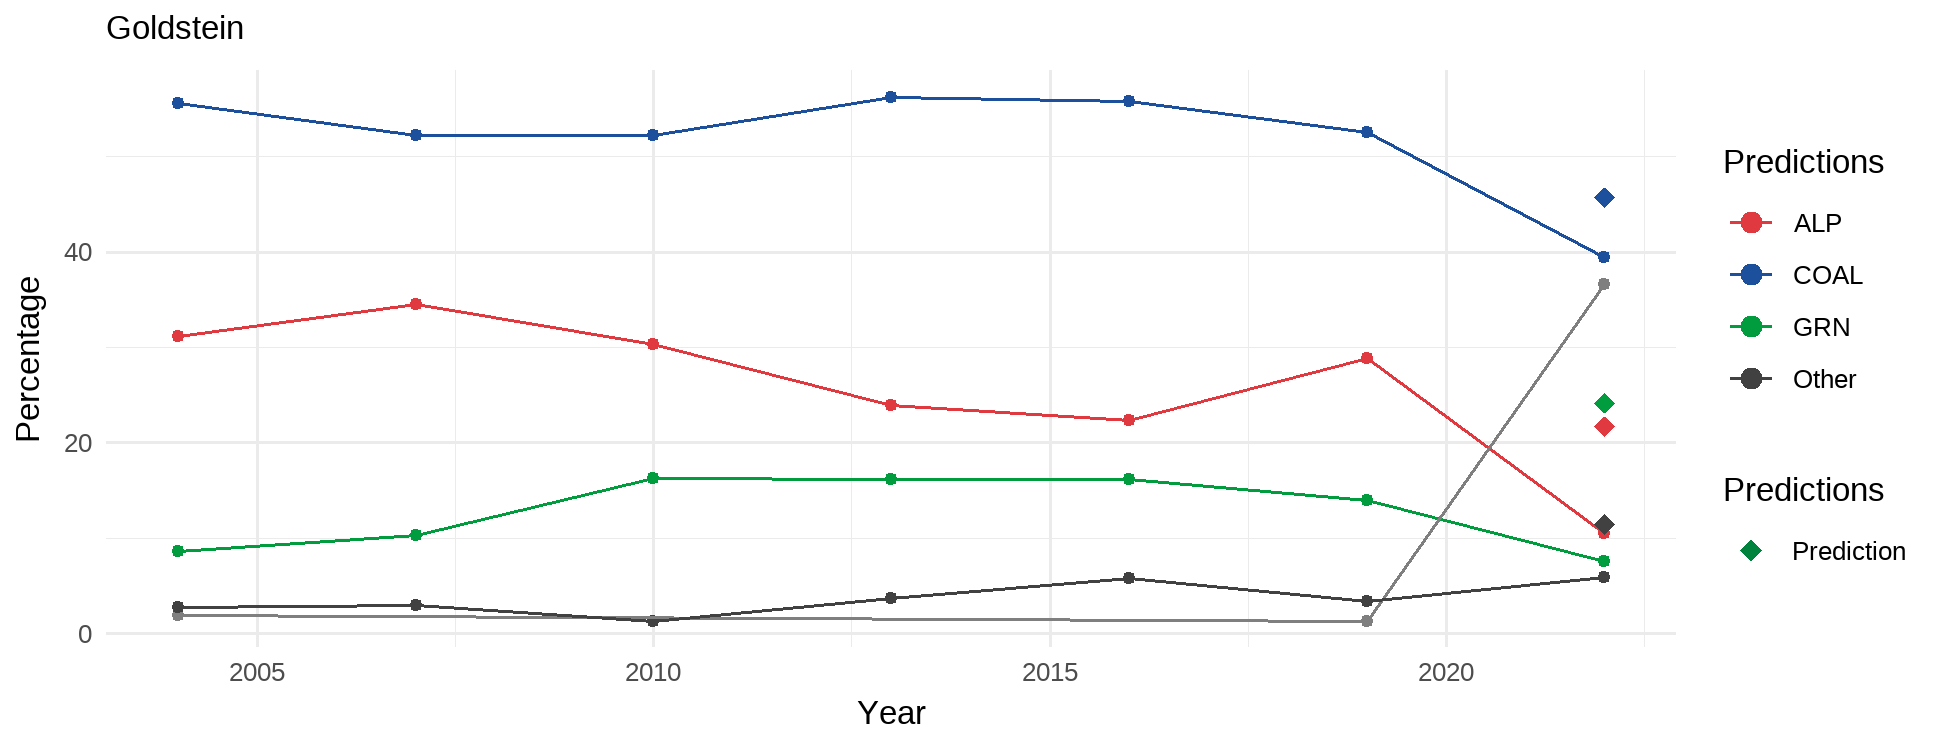 Goldstein
Percentage
40
20
0
2005
2010
2015
2020
Year
Predictions
ALP
COAL
GRN
Other
Predictions
Prediction